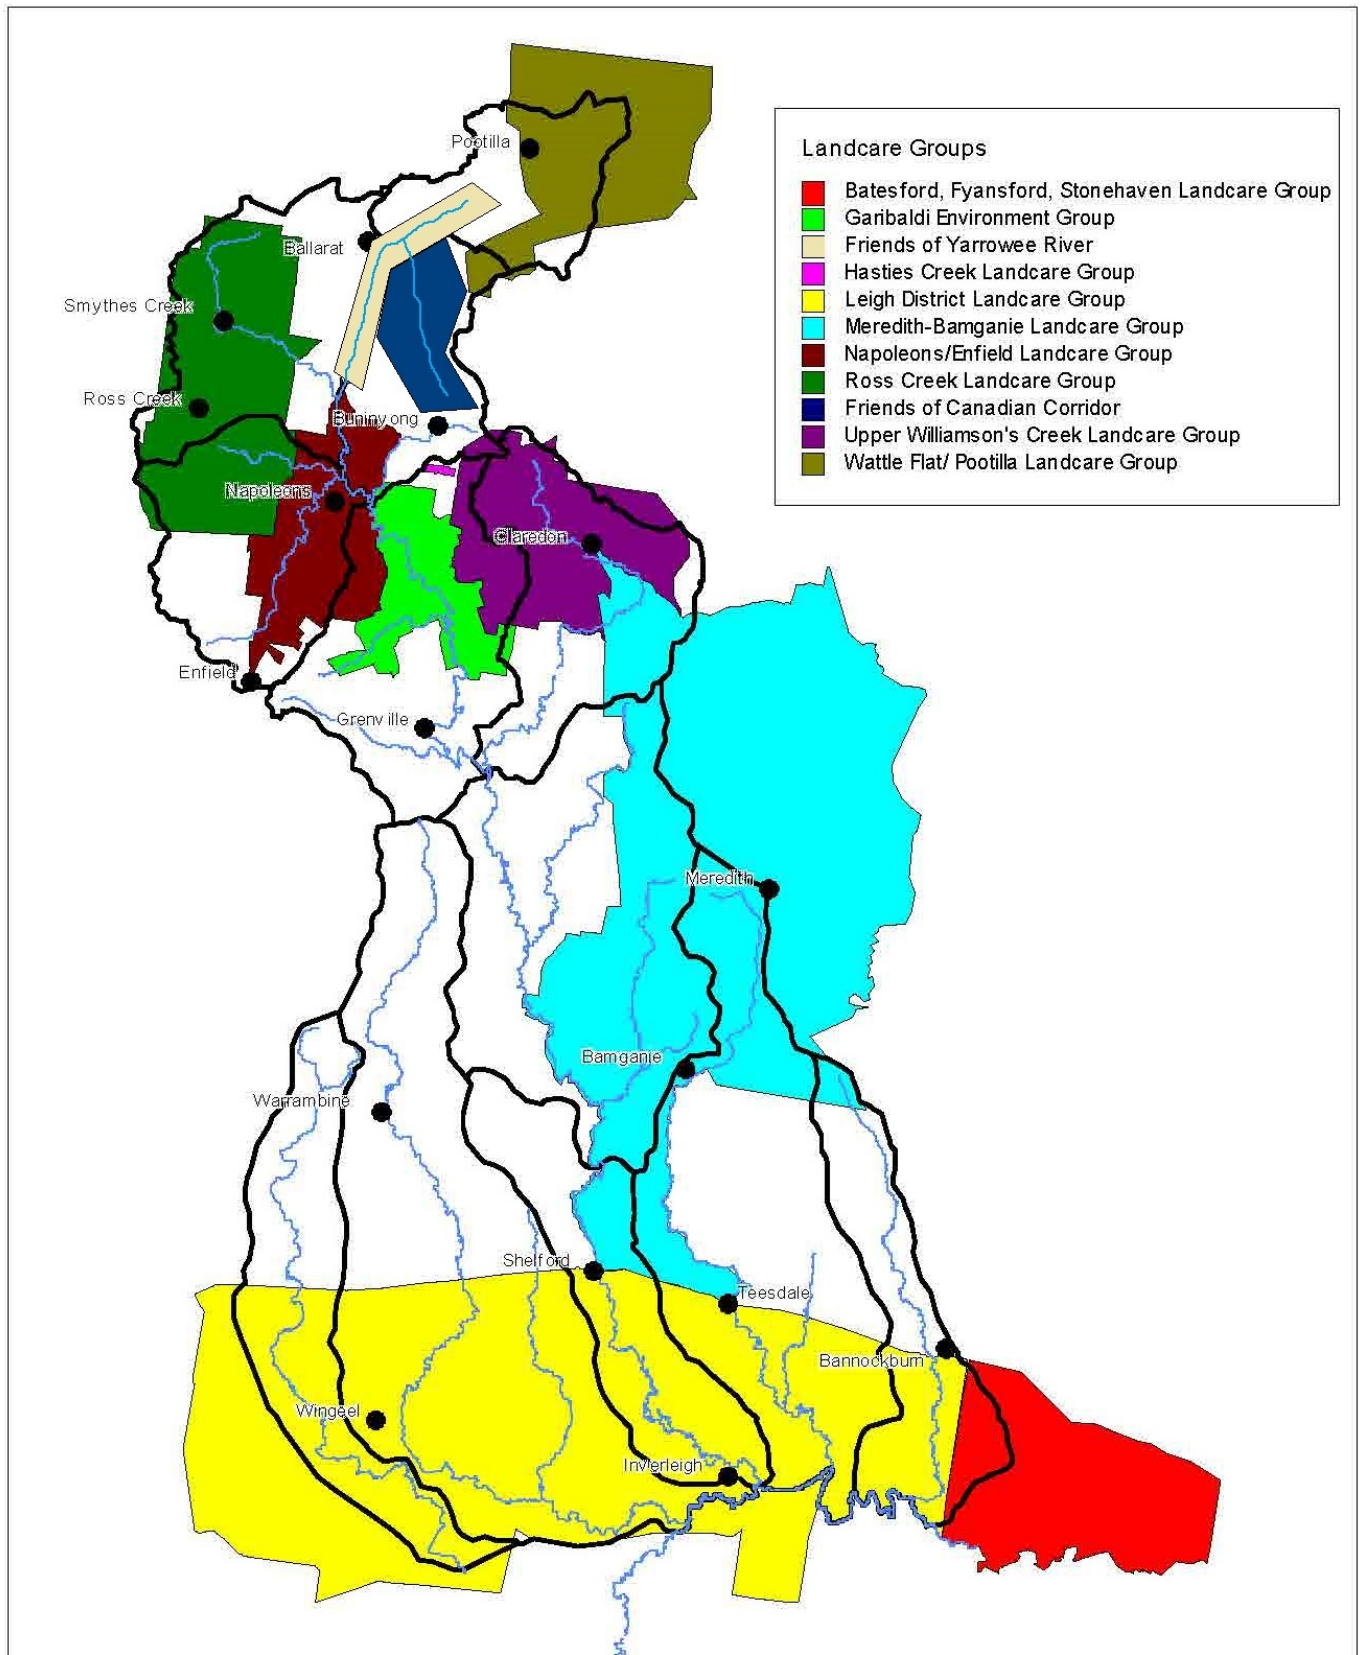 Pootilla
Landcare Groups
Batesford, Fyansford, Stonehaven Landcare Group
Garibaldi Environment Group
Friends of Yarrowee River
Hasties Creek Landcare Group
Leigh District Landcare Group
Meredith-Bamganie Landcare Group
Napoleons/Enfield Landcare Group
Ross Creek Landcare Group
Friends of Canadian Corridor
Upper Williamson's Creek Landcare Group
Wattle Flat/ Pootilla Landcare Group
Ballarat
Smythes Creek
Ross Creek
Buninyong
Napoleons
Claredon
Enfield
Grenville
Meredith
Bamganie
Warrambine
Shelford
Teesdale
Bannockburn
Wingeel
Inverleigh